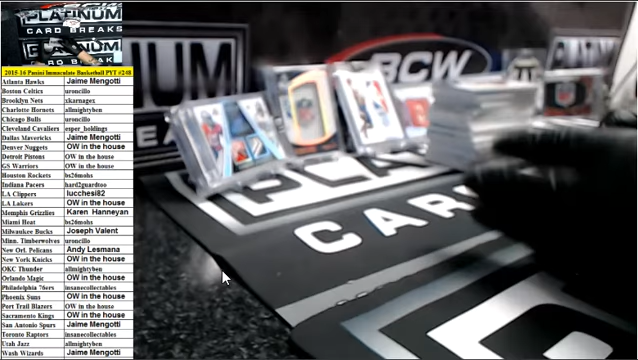 PLATINUM
CARD BREAKS
2015-16 Panini Immaculate Basketball PYT #248
Atlanta Hawks Jaime Mengotti
Boston Celtics uroncillo
Brooklyn Nets xkarnagex
Charlotte Hornets allmightyben
Chicago Bulls uroncillo
Cleveland Cavaliers esper_holdings
Dallas Mavericks Jaime Mengotti
Denver Nuggets OW in the house
Detroit Pistons OW in the house
GS Warriors OW in the house
Houston Rockets bs26mohs
Indiana Pacers hard2guardtoo
LA Clippers lucchesi82
LA Lakers OW in the house
Memphis Grizzlies Karen Hanneyan
Miami Heat bs26mohs
Milwaukee Bucks Joseph Valent
Minn. Timberwolves uroncillo
New Orl. Pelicans Andy Lesmana
New York Knicks OW in the house
OKC Thunder allmightyben
Orlando Magic OW in the house
Philadelphia 76ers insanecollectables
Phoenix Suns OW in the house
Port Trail Blazers OW in the house
Sacramento Kings OW in the house
San Antonio Spurs Jaime Mengotti
Toronto Raptors insanecollectables
Utah Jazz allmightyben
Wash Wizards Jaime Mengotti
NUM
BCW
PLA
CAR